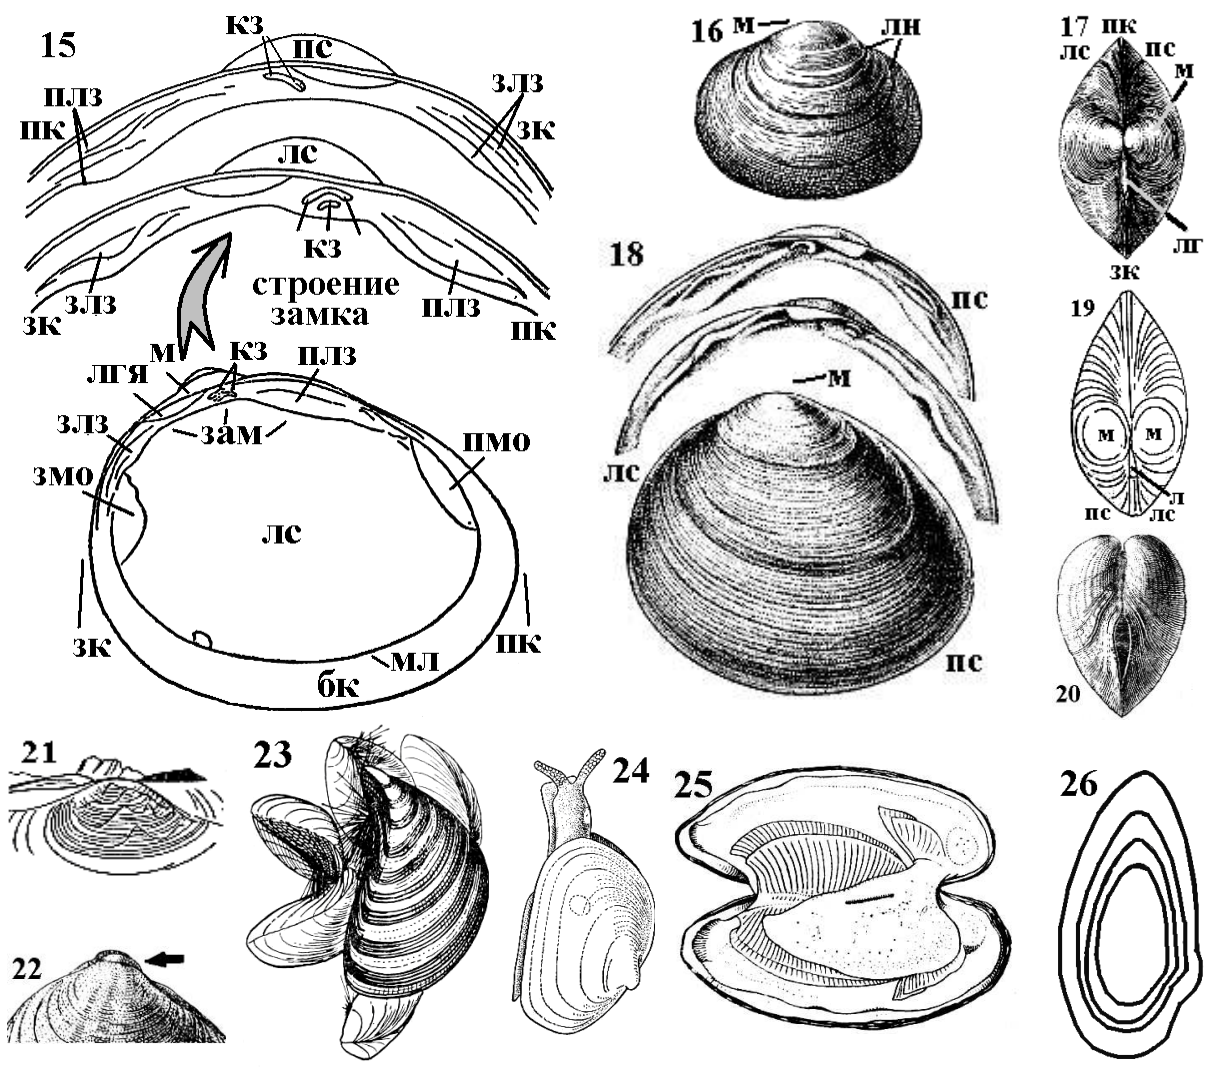 15
кз
пс
плз
пк
злз
зк
лс
кз
злз
зк
плз
пк
строение
замка
м
кз
плз
лгя
злз
зам
пмо
змо
лс
зк
пк
мл
бк
16
м
лн
17
пк
лс
пс
м
лг
зк
18
пс
м
лс
пс
19
м
м
л
пс
лс
20
21
22
23
24
25
26